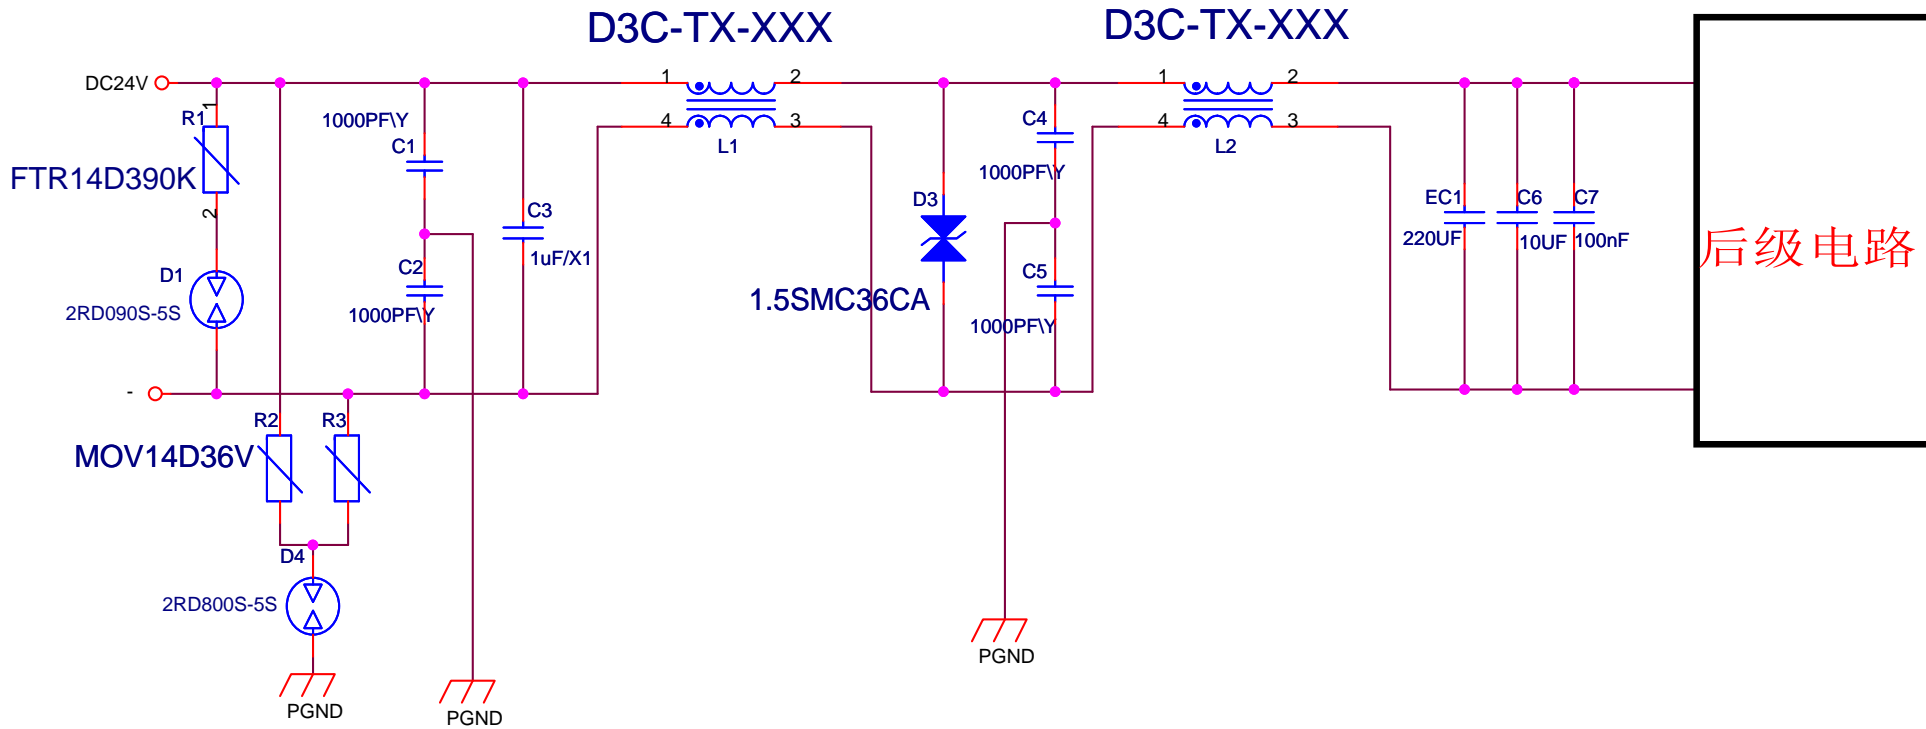 D3C-TX-XXX
D3C-TX-XXX
DC24V
1
2
4
3
L1
1
2
4
3
L2
1
R1
FTR14D390K
2
1000PF\Y
C1
C2
1000PF\Y
C3
1uF/X1
D1
2RD090S-5S
-
C4
1000PF\Y
D3
1.5SMC36CA
C5
1000PF\Y
EC1
220UF
C6
10UF
C7
100nF
后级电路
R2
R3
MOV14D36V
D4
2RD800S-5S
PGND
PGND
PGND